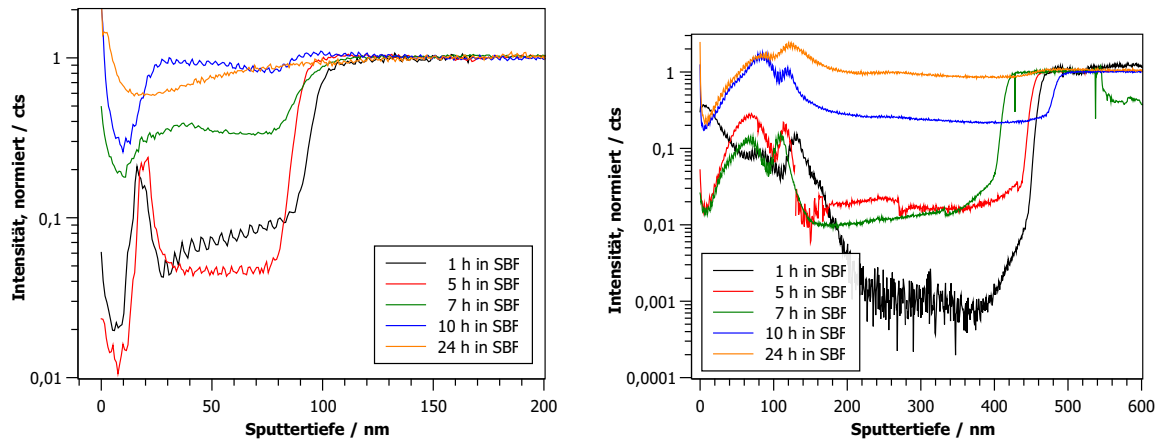 Intensität, normiert / cts
1
0,1
0,01
0
50
100
150
200
Sputtertiefe / nm
1 h in SBF
5 h in SBF
7 h in SBF
10 h in SBF
24 h in SBF
Intensität, normiert / cts
1
0,1
0,01
0,001
0,0001
0
100
200
300
400
500
600
Sputtertiefe / nm
1 h in SBF
5 h in SBF
7 h in SBF
10 h in SBF
24 h in SBF